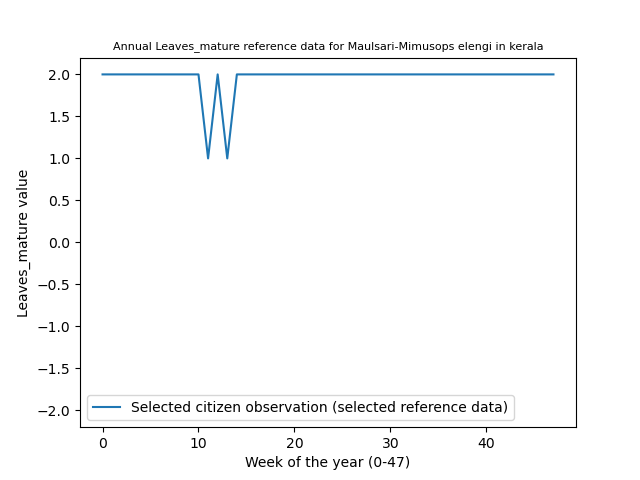 Annual Leaves_mature reference data for Maulsari-Mimusops elengi in kerala
2.0
1.5
1.0
0.5
0.0
−0.5
−1.0
−1.5
−2.0
Leaves_mature value
Selected citizen observation (selected reference data)
0 10 20 30 40
Week of the year (0-47)